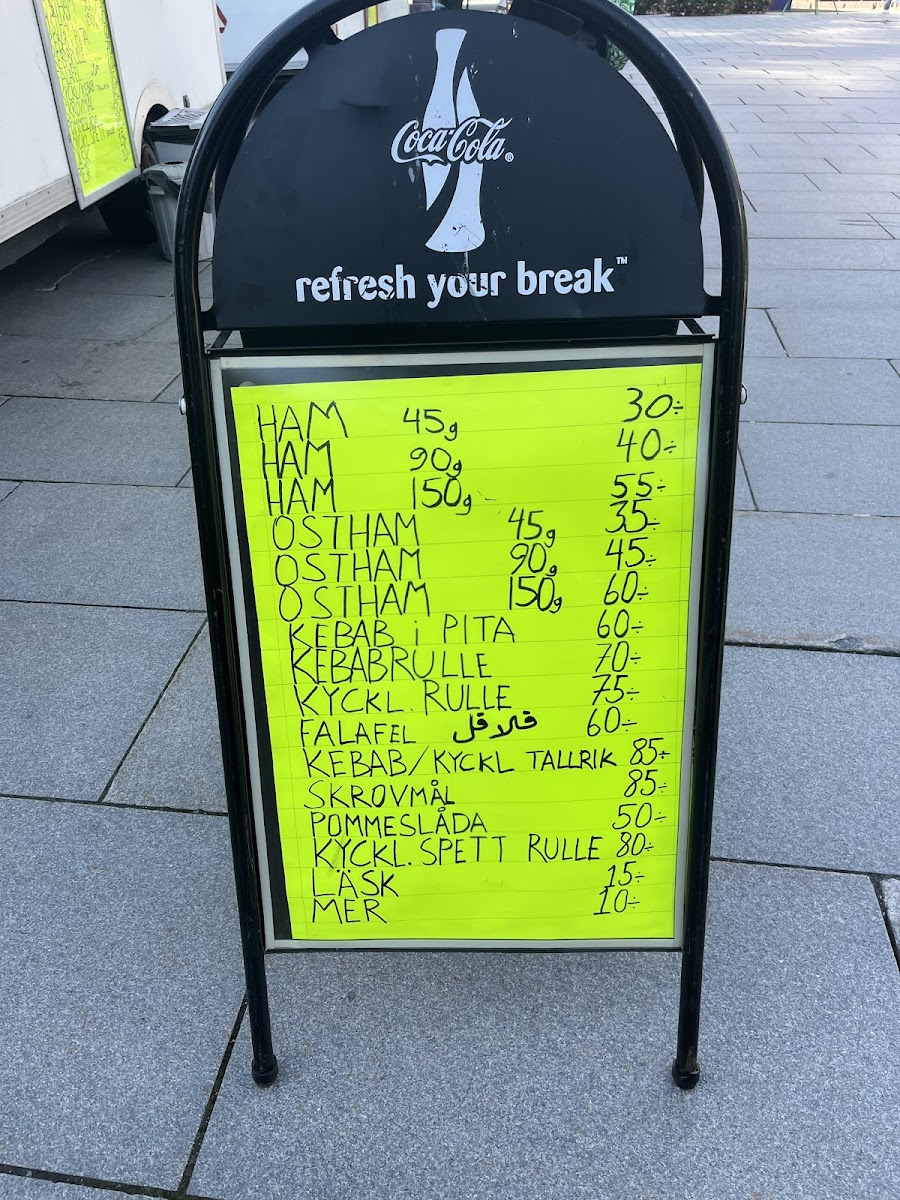 Coca-Cola®
refresh your break™
HAM 45g 30÷
HAM 90g 40÷
HAM 150g 55÷
OSTHAM 45g 35÷
OSTHAM 90g 45÷
OSTHAM 150g 60÷
KEBAB i PITA 60÷
KEBABRULLE 70÷
KYCKL. RULLE 75÷
FALAFEL فلافل 60÷
KEBAB/KYCKL TALLRIK 85÷
SKROVMÅL 85÷
POMMESLÅDA 50÷
KYCKL. SPETT RULLE 80÷
LÄSK 15÷
MER 10÷